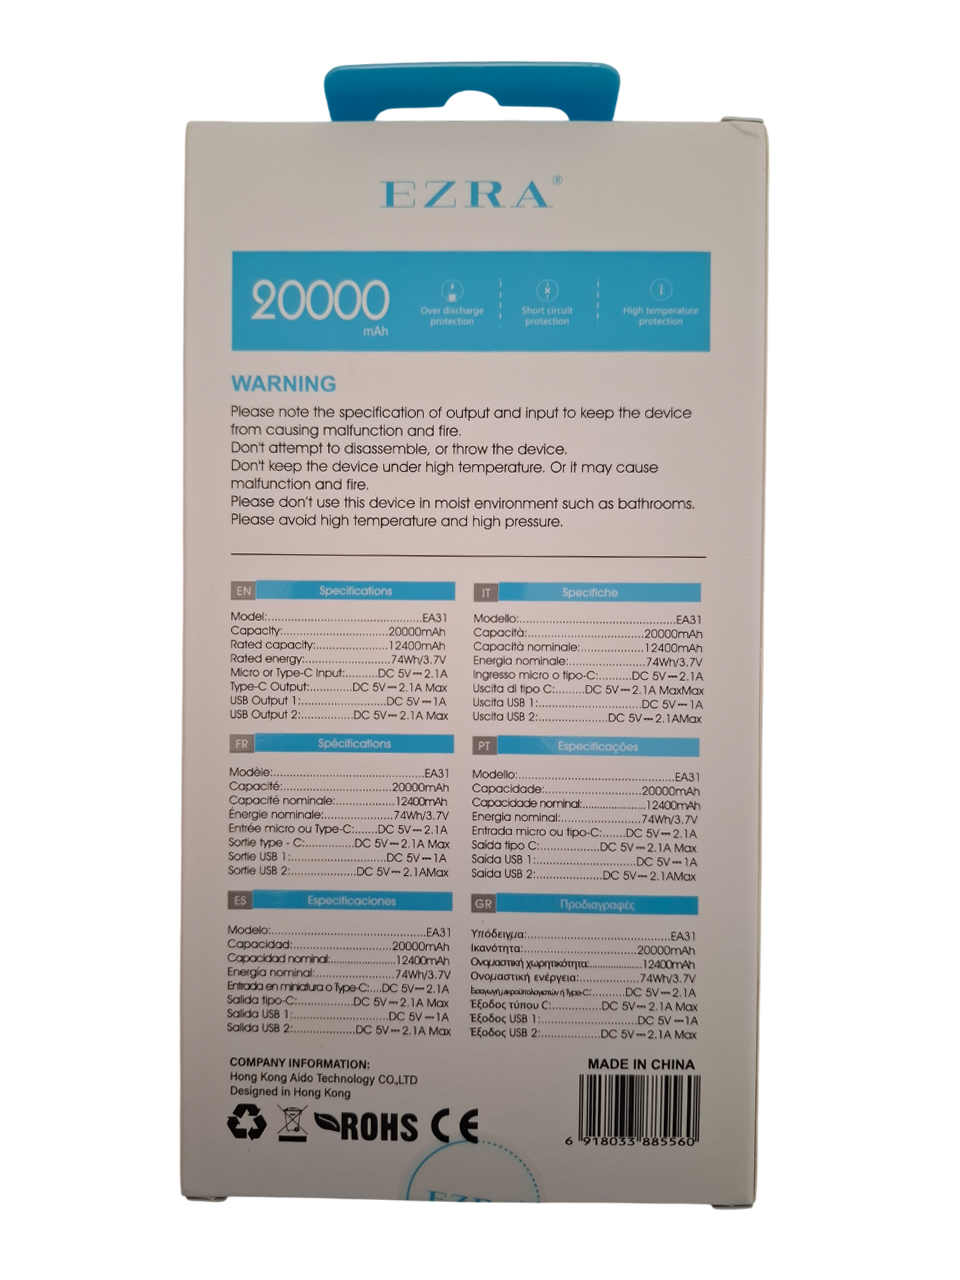 EZRA®
20000
mAh
Over discharge
protection
Short circuit
protection
High temperature
protection
WARNING
Please note the specification of output and input to keep the device
from causing malfunction and fire.
Don't attempt to disassemble, or throw the device.
Don't keep the device under high temperature. Or it may cause
malfunction and fire.
Please don't use this device in moist environment such as bathrooms.
Please avoid high temperature and high pressure.
EN Specifications
Model:..............................EA31
Capacity:......................20000mAh
Rated capacity:...............12400mAh
Rated energy:.................74Wh/3.7V
Micro or Type-C Input:..........DC 5V⎓2.1A
Type-C Output:.............DC 5V⎓2.1A Max
USB Output 1:..........................DC 5V⎓1A
USB Output 2:................DC 5V⎓2.1A Max
IT Specifiche
Modello:..............................EA31
Capacità:......................20000mAh
Capacità nominale:...............12400mAh
Energia nominale:.................74Wh/3.7V
Ingresso micro o tipo-C:..........DC 5V⎓2.1A
Uscita di tipo C:.........DC 5V⎓2.1A MaxMax
Uscita USB 1:..........................DC 5V⎓1A
Uscita USB 2:....................DC 5V⎓2.1AMax
FR Spécifications
Modèle:..............................EA31
Capacité:......................20000mAh
Capacité nominale:...............12400mAh
Énergie nominale:.................74Wh/3.7V
Entrée micro ou Type-C:.......DC 5V⎓2.1A
Sortie type - C:..............DC 5V⎓2.1A Max
Sortie USB 1:..........................DC 5V⎓1A
Sortie USB 2:....................DC 5V⎓2.1AMax
PT Especificações
Modello:..............................EA31
Capacidade:......................20000mAh
Capacidade nominal:...............12400mAh
Energia nominal:.................74Wh/3.7V
Entrada micro ou tipo-C:.......DC 5V⎓2.1A
Saída tipo C:..................DC 5V⎓2.1A Max
Saída USB 1:..........................DC 5V⎓1A
Saída USB 2:....................DC 5V⎓2.1AMax
ES Especificaciones
Modelo:..............................EA31
Capacidad:......................20000mAh
Capacidad nominal:...............12400mAh
Energía nominal:.................74Wh/3.7V
Entrada en miniatura o Type-C:....DC 5V⎓2.1A
Salida tipo-C:.................DC 5V⎓2.1A Max
Salida USB 1:..........................DC 5V⎓1A
Salida USB 2:..................DC 5V⎓2.1A Max
GR Προδιαγραφές
Υπόδειγμα:..............................EA31
Ικανότητα:......................20000mAh
Ονομαστική χωρητικότητα:...............12400mAh
Ονομαστική ενέργεια:.................74Wh/3.7V
Εισαγωγή μικροϋπολογιστών ή Type-C:..........DC 5V⎓2.1A
Έξοδος τύπου C:...............DC 5V⎓2.1A Max
Έξοδος USB 1:..........................DC 5V⎓1A
Έξοδος USB 2:..................DC 5V⎓2.1A Max
COMPANY INFORMATION:
Hong Kong Aido Technology CO.,LTD
Designed in Hong Kong
MADE IN CHINA
ROHS CE
6 918033 885560
EZRA